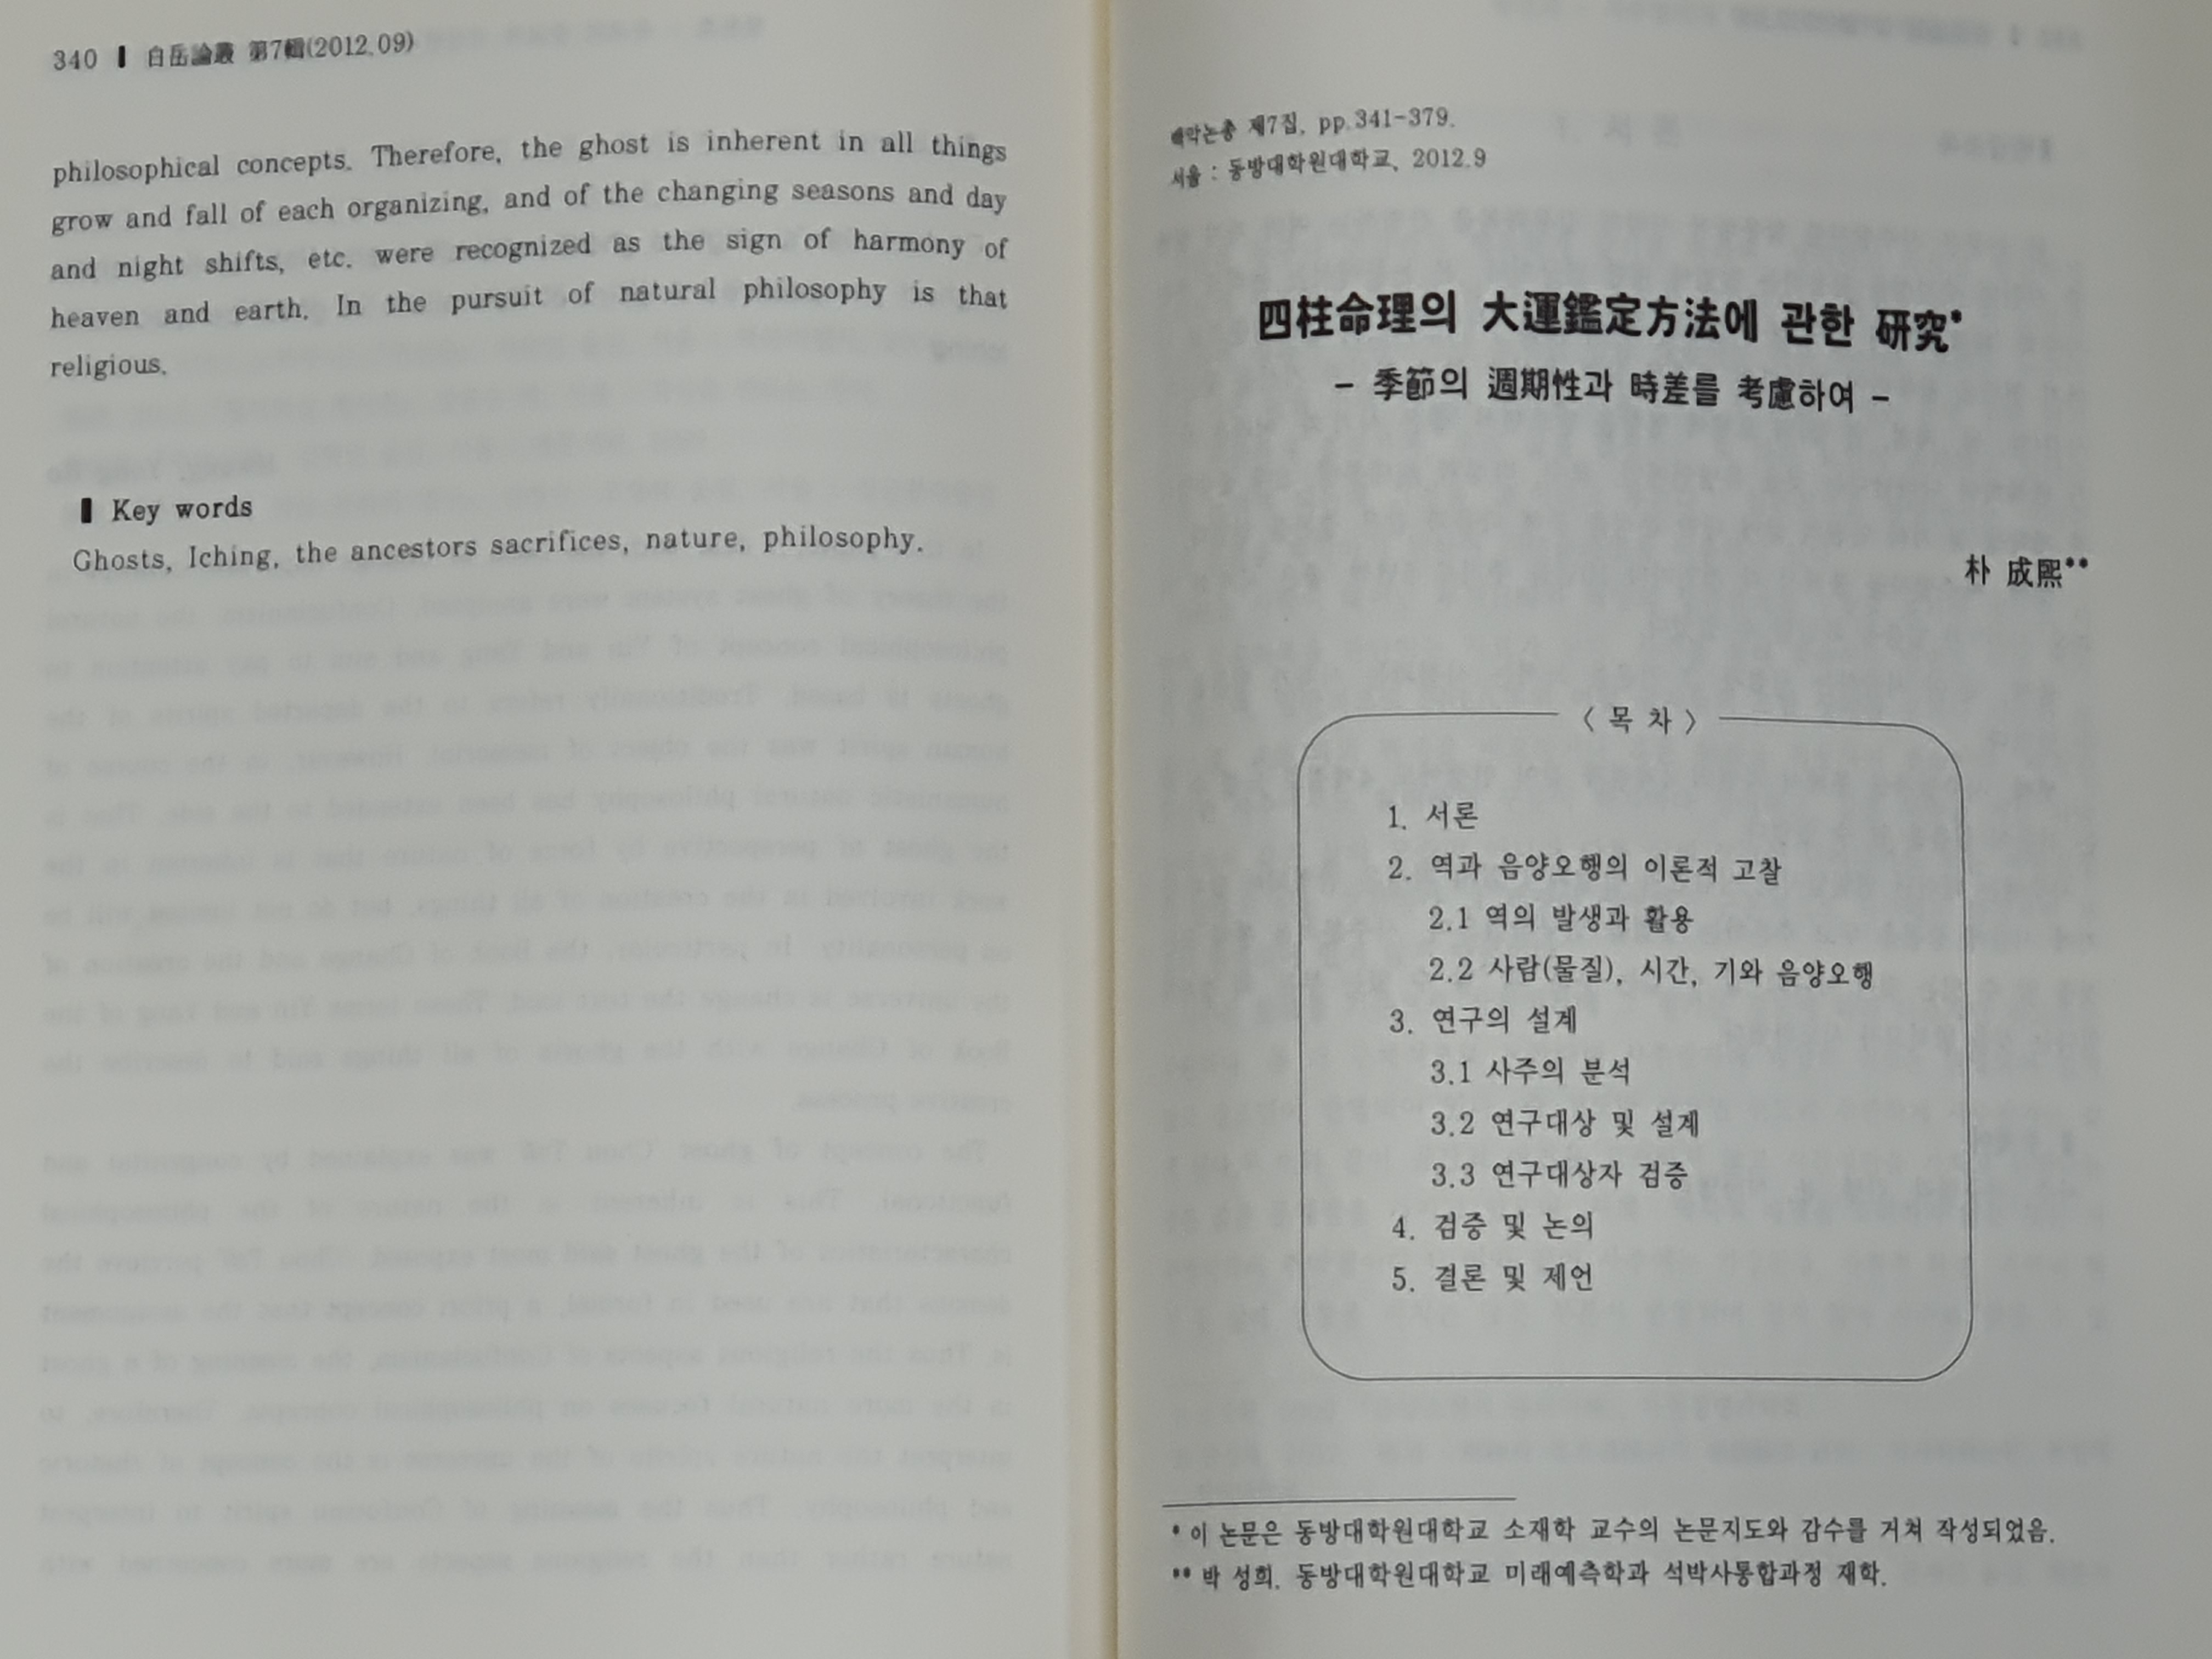 340 ▌ 白岳論叢 第7輯(2012.09)
philosophical concepts. Therefore, the ghost is inherent in all things
grow and fall of each organizing, and of the changing seasons and day
and night shifts, etc. were recognized as the sign of harmony of
heaven and earth. In the pursuit of natural philosophy is that
religious.
▌ Key words
Ghosts, Iching, the ancestors sacrifices, nature, philosophy.
백악논총 제7집, pp.341-379.
서울 : 동방대학원대학교, 2012.9
四柱命理의 大運鑑定方法에 관한 研究*
- 季節의 週期性과 時差를 考慮하여 -
朴 成熙**
〈 목 차 〉
1. 서론
2. 역과 음양오행의 이론적 고찰
2.1 역의 발생과 활용
2.2 사람(물질), 시간, 기와 음양오행
3. 연구의 설계
3.1 사주의 분석
3.2 연구대상 및 설계
3.3 연구대상자 검증
4. 검증 및 논의
5. 결론 및 제언
* 이 논문은 동방대학원대학교 소재학 교수의 논문지도와 감수를 거쳐 작성되었음.
** 박 성희. 동방대학원대학교 미래예측학과 석박사통합과정 재학.